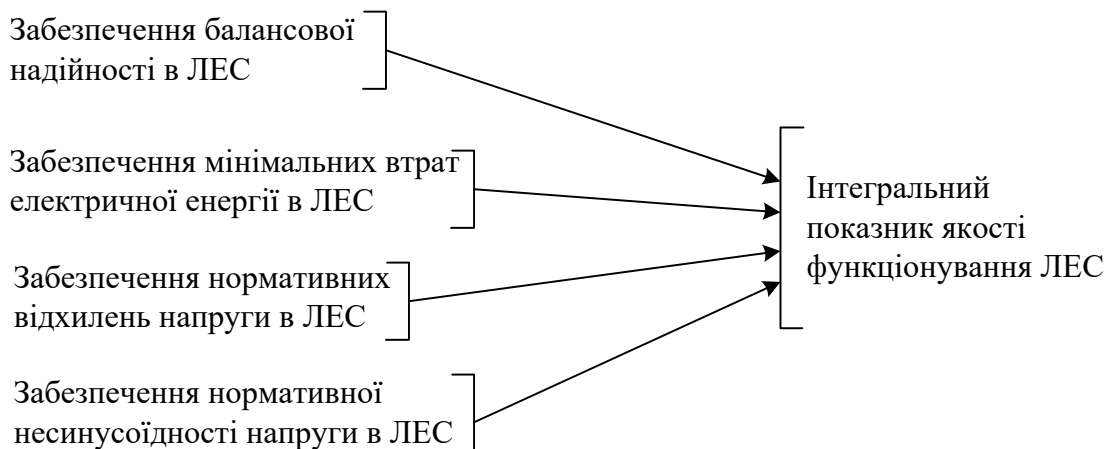 Забезпечення балансової
надійності в ЛЕС
Забезпечення мінімальних втрат
електричної енергії в ЛЕС
Забезпечення нормативних
відхилень напруги в ЛЕС
Забезпечення нормативної
несинусоїдності напруги в ЛЕС
Інтегральний
показник якості
функціонування ЛЕС